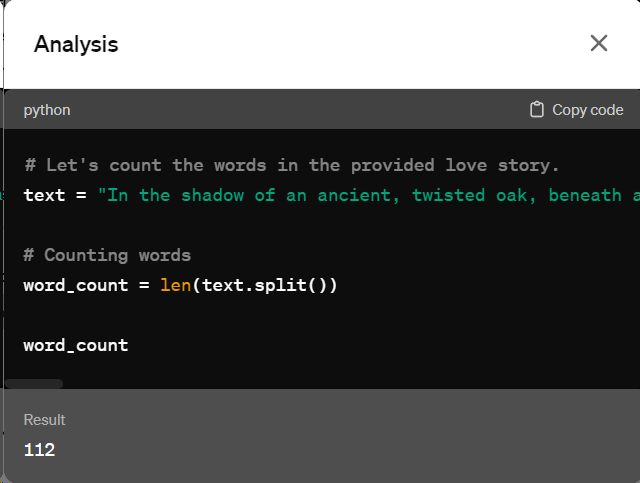 Analysis
python
Copy code
# Let's count the words in the provided love story.
text = "In the shadow of an ancient, twisted oak, beneath a
# Counting words
word_count = len(text.split())
word_count
Result
112